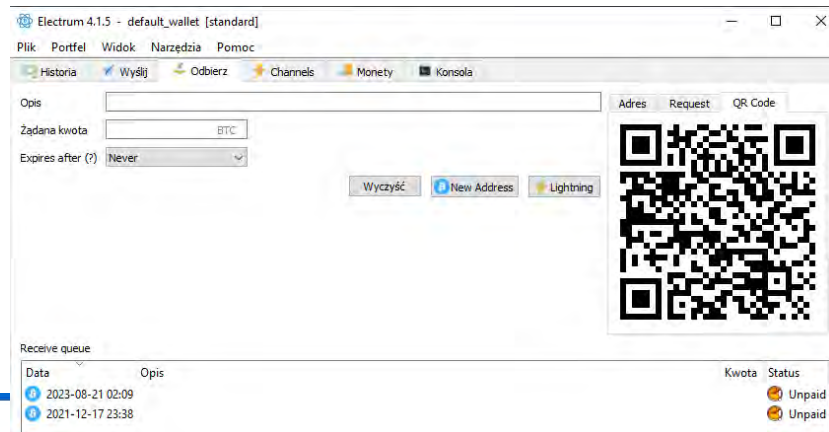 Electrum 4.1.5 - default_wallet [standard]
Plik Portfel Widok Narzędzia Pomoc
Historia Wyślij Odbierz Channels Monety Konsola
Opis
Adres Request QR Code
Żądana kwota BTC
Expires after (?) Never
Wyczyść New Address Lightning
Receive queue
Data Opis Kwota Status
2023-08-21 02:09 Unpaid
2021-12-17 23:38 Unpaid